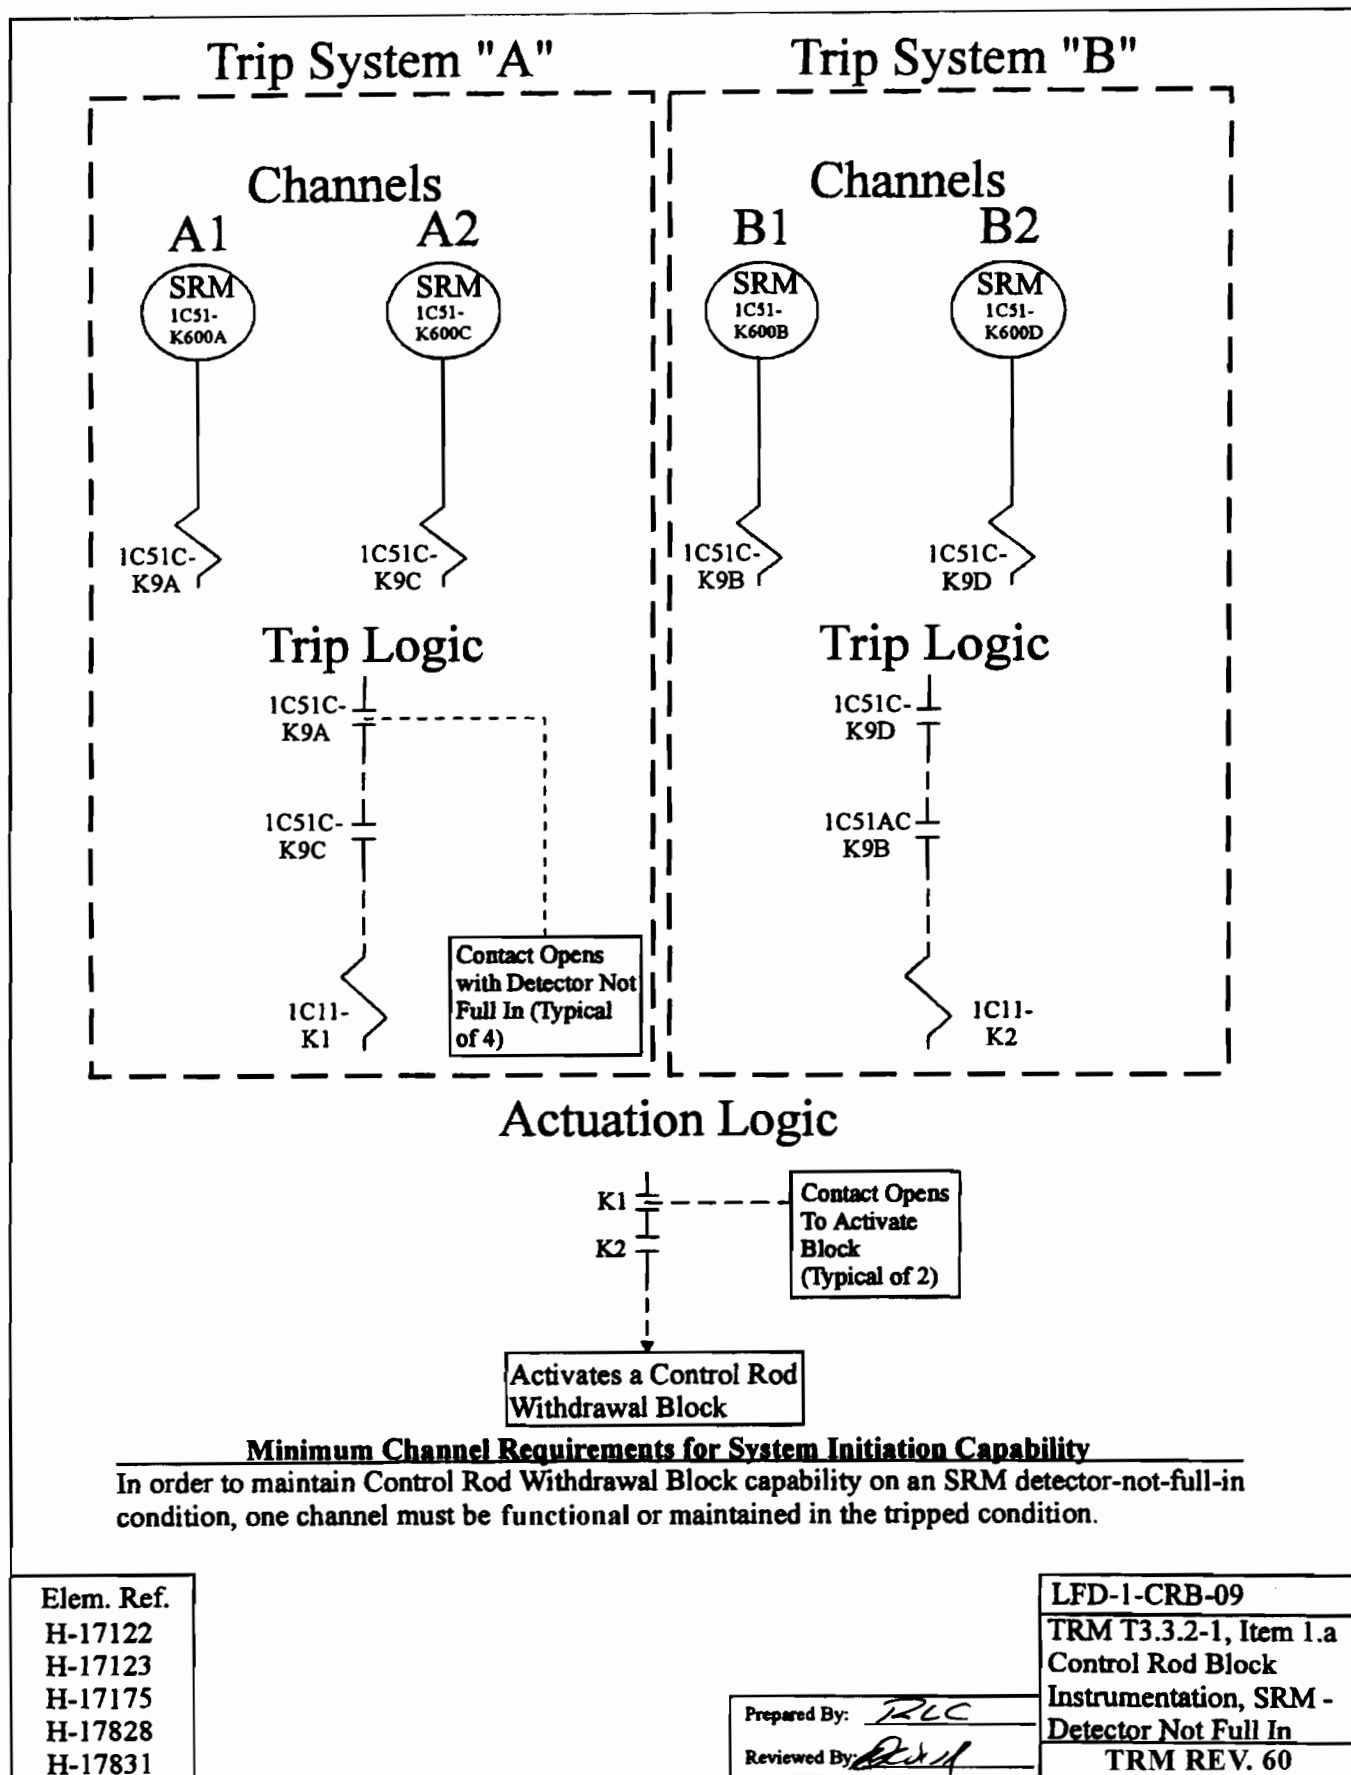 Trip System "A"
Trip System "B"
Channels
A1
A2
SRM
1C51-
K600A
SRM
1C51-
K600C
1C51C-
K9A
1C51C-
K9C
Trip Logic
1C51C-
K9A
1C51C-
K9C
1C11-
K1
Contact Opens
with Detector Not
Full In (Typical
of 4)
Channels
B1
B2
SRM
1C51-
K600B
SRM
1C51-
K600D
1C51C-
K9B
1C51C-
K9D
Trip Logic
1C51C-
K9D
1C51AC
K9B
1C11-
K2
Actuation Logic
K1
K2
Contact Opens
To Activate
Block
(Typical of 2)
Activates a Control Rod
Withdrawal Block
Minimum Channel Requirements for System Initiation Capability
In order to maintain Control Rod Withdrawal Block capability on an SRM detector-not-full-in
condition, one channel must be functional or maintained in the tripped condition.
Elem. Ref.
H-17122
H-17123
H-17175
H-17828
H-17831
Prepared By: RLC
Reviewed By:
LFD-1-CRB-09
TRM T3.3.2-1, Item 1.a
Control Rod Block
Instrumentation, SRM -
Detector Not Full In
TRM REV. 60